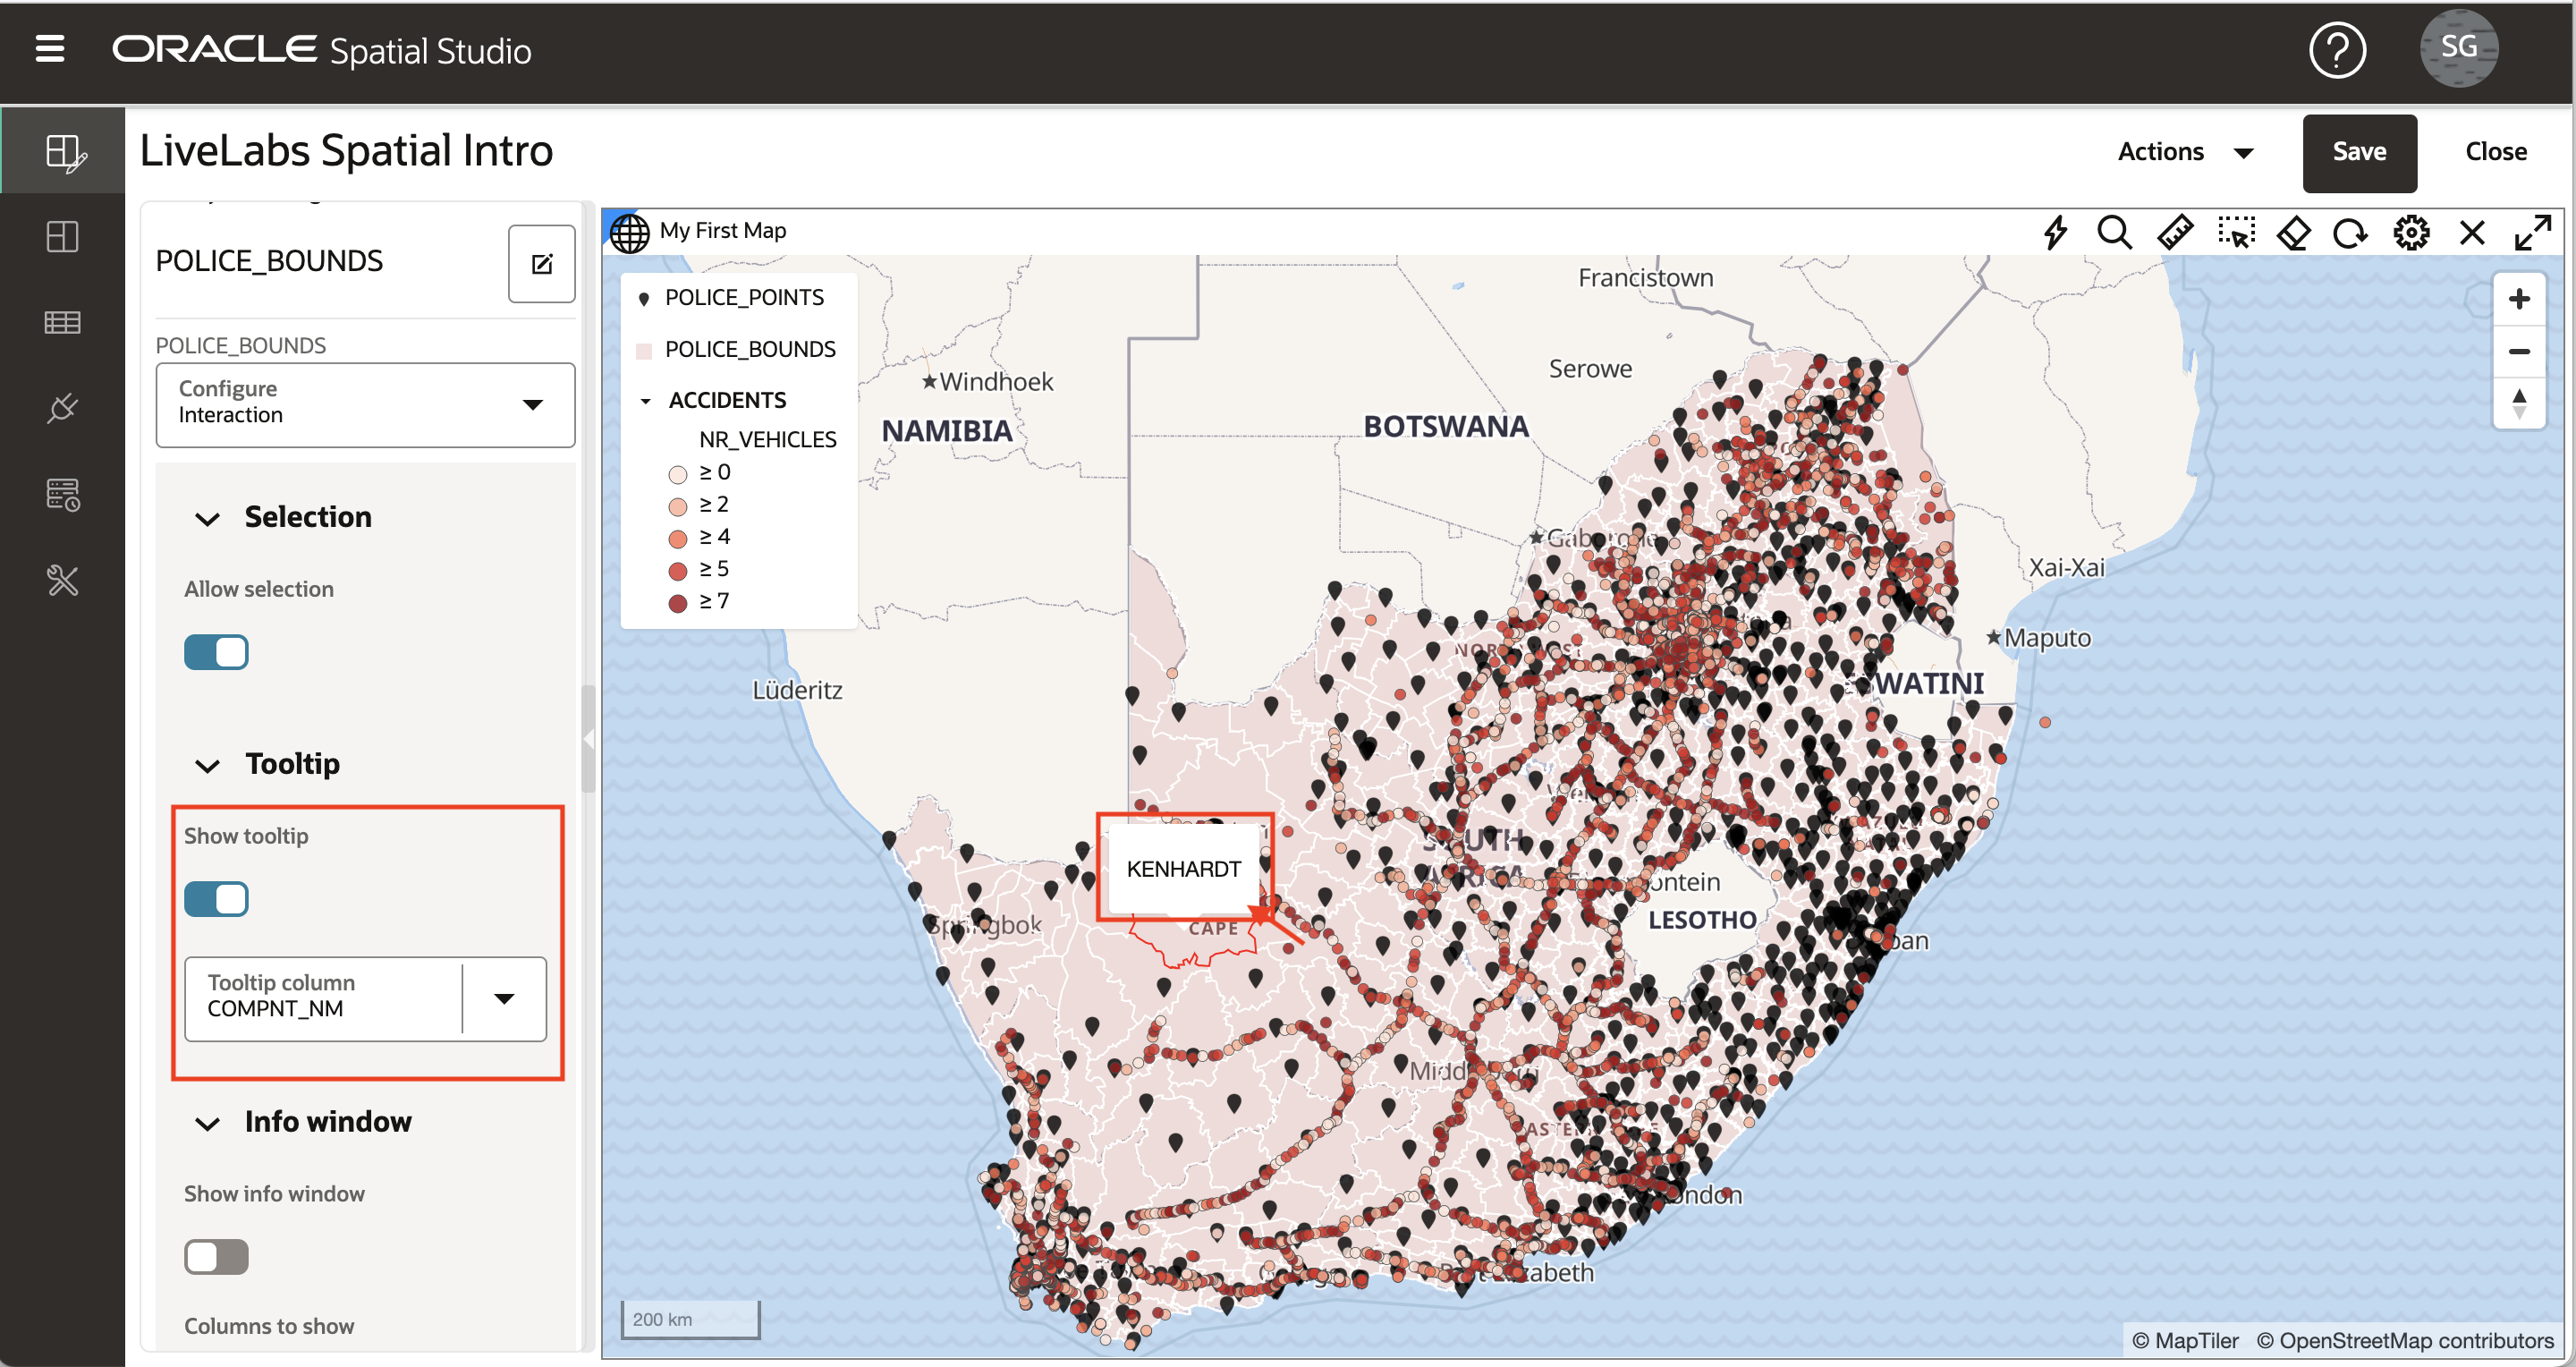 ORACLE Spatial Studio
SG
LiveLabs Spatial Intro
Actions
Save
Close
POLICE_BOUNDS
POLICE_BOUNDS
Configure
Interaction
Selection
Allow selection
Tooltip
Show tooltip
Tooltip column
COMPNT_NM
Info window
Show info window
Columns to show
My First Map
POLICE_POINTS
POLICE_BOUNDS
ACCIDENTS
NR_VEHICLES
≥ 0
≥ 2
≥ 4
≥ 5
≥ 7
Francistown
Serowe
Windhoek
NAMIBIA
BOTSWANA
Gaborone
Xai-Xai
Maputo
Lüderitz
WATINI
KENHARDT
CAPE
Springbok
SOUTH
ontein
LESOTHO
ban
ondon
200 km
© MapTiler © OpenStreetMap contributors